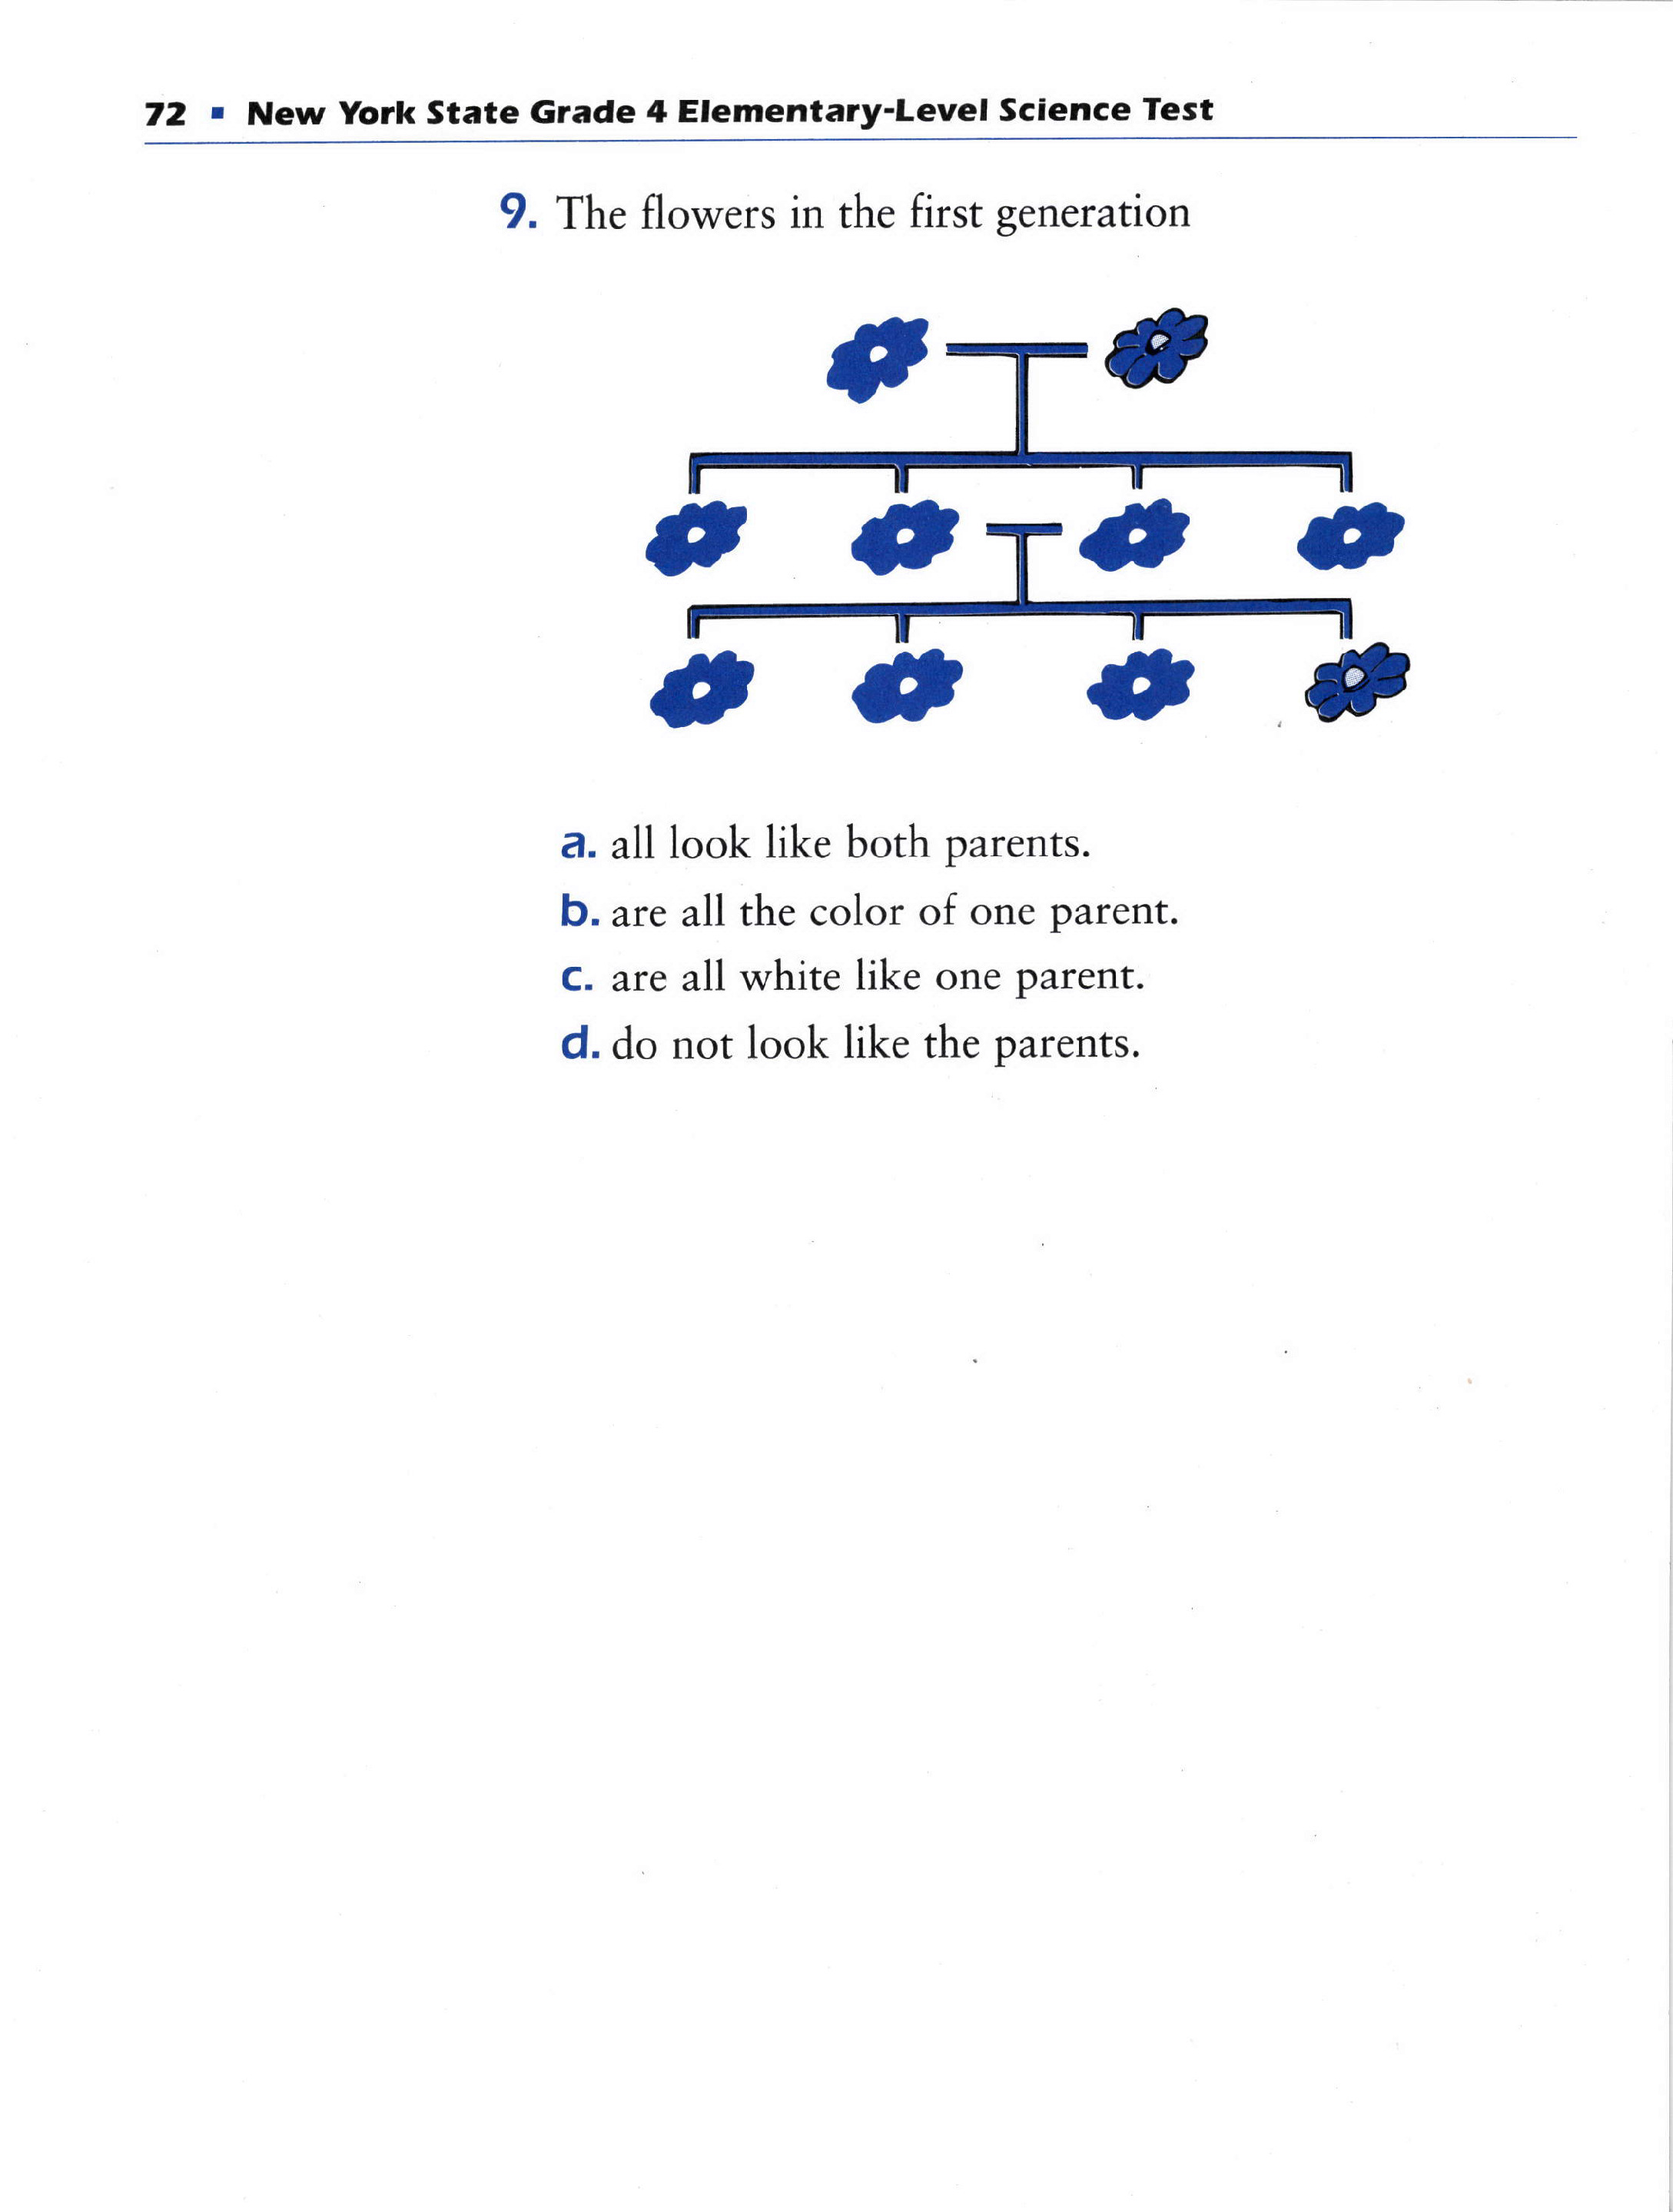 72 ▪ New York State Grade 4 Elementary-Level Science Test
9. The flowers in the first generation
a. all look like both parents.
b. are all the color of one parent.
c. are all white like one parent.
d. do not look like the parents.